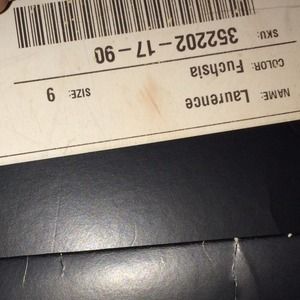 NAME: Laurence
COLOR: Fuchsia SIZE: 9
SKU: 352202-17-90